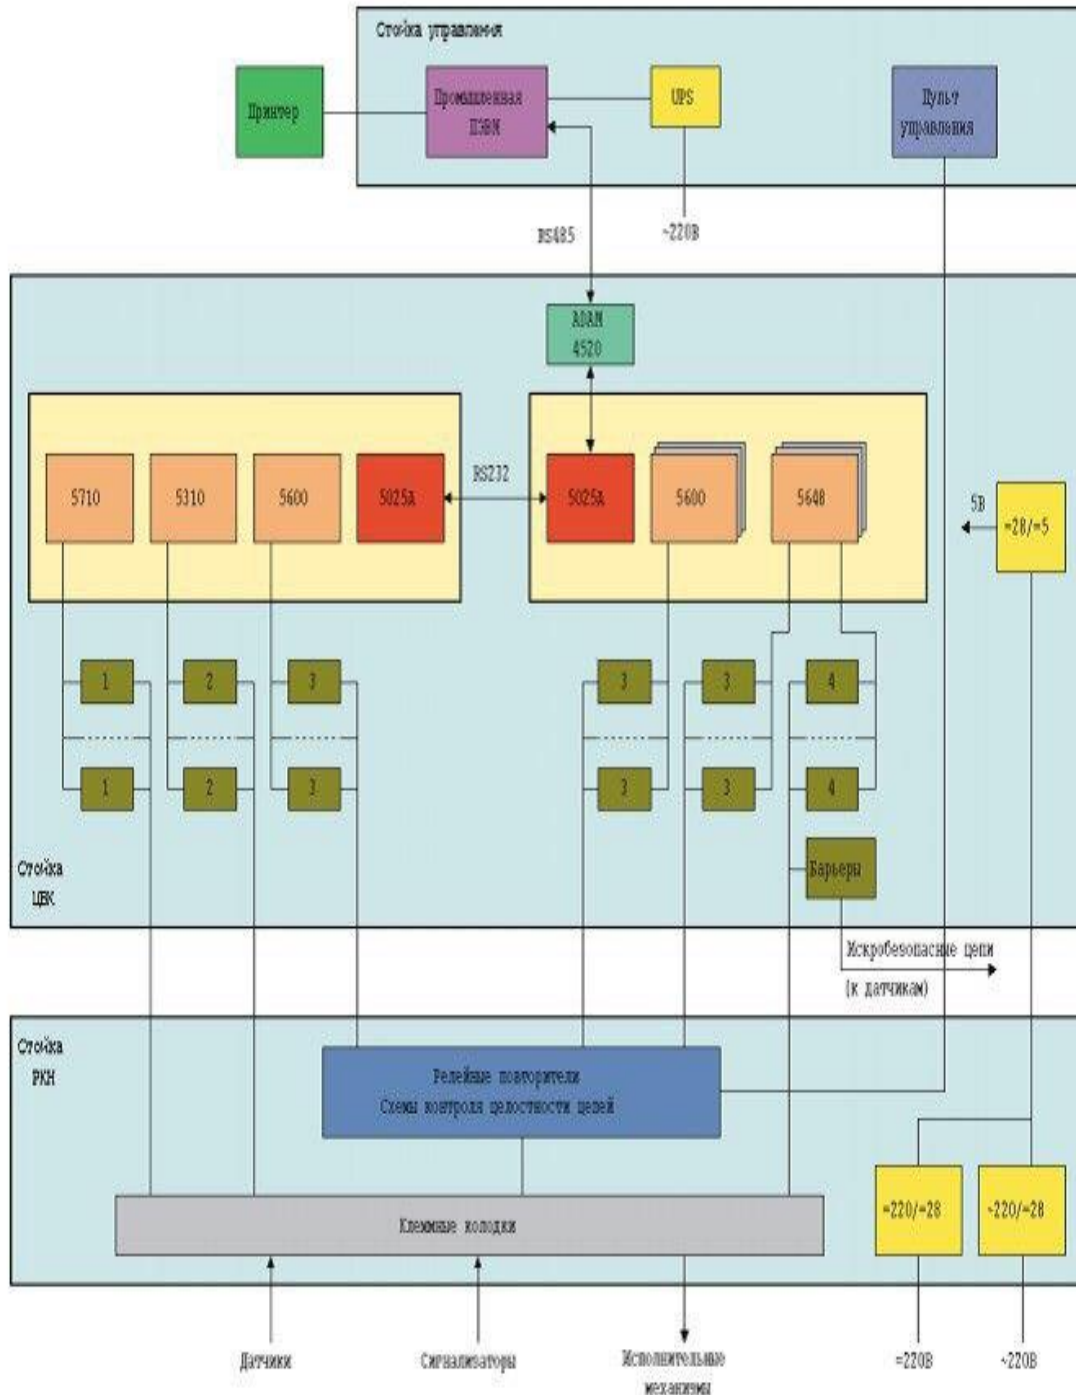 Стойка управления
Принтер
Промышленная
ПЭВМ
UPS
Пульт
управления
RS485
~220В
ADAM
4520
5710
5310
5600
5025A
RS232
5025A
5600
5648
5В
=28/=5
1
2
3
3
3
4
1
2
3
3
3
4
Барьеры
Стойка
ЦВК
Искробезопасные цепи
(к датчикам)
Стойка
РКН
Релейные повторители
Схемы контроля целостности цепей
Клеммные колодки
=220/=28
~220/=28
Датчики
Сигнализаторы
Исполнительные
механизмы
=220В
~220В